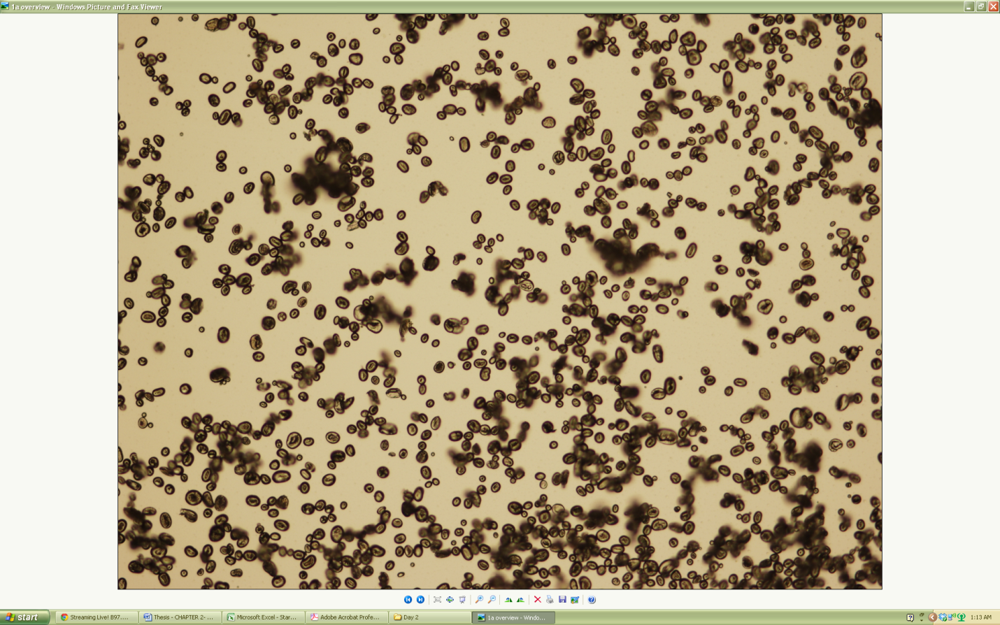 1a overview - Windows Picture and Fax Viewer
start
Streaming Live! B97....
Thesis - CHAPTER 2- ...
Microsoft Excel - Star...
Adobe Acrobat Profe...
Day 2
1a overview - Windo...
1:13 AM